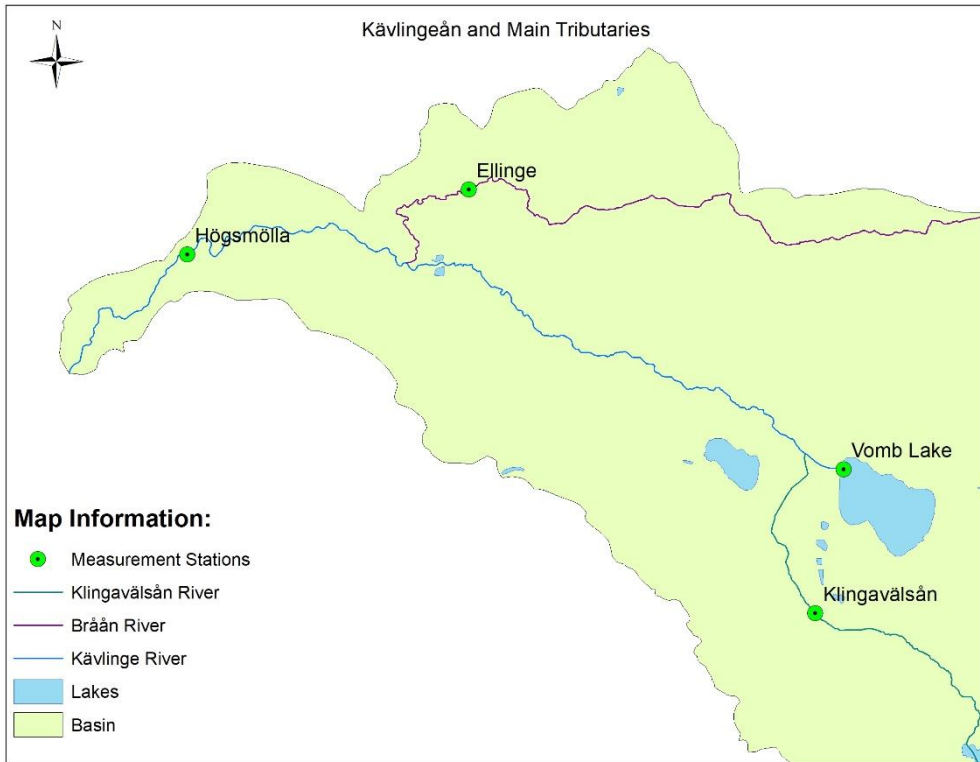 Kävlingeån and Main Tributaries
N
Ellinge
Högsmölla
Vomb Lake
Klingavälsån
Map Information:
Measurement Stations
Klingavälsån River
Bråån River
Kävlinge River
Lakes
Basin